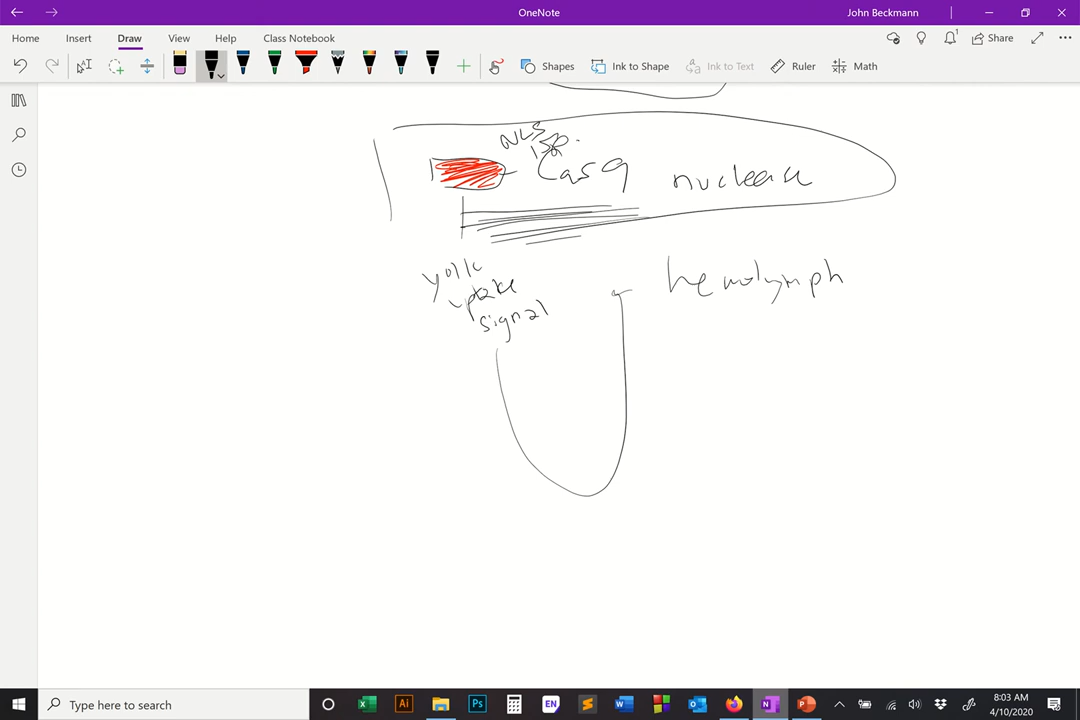 OneNote
John Beckmann
Home Insert Draw View Help Class Notebook
Share
Shapes Ink to Shape Ink to Text Ruler Math
NLS
Cas9 nuclease
yolk
uptake
signal
hemolymph
Type here to search
8:03 AM
4/10/2020